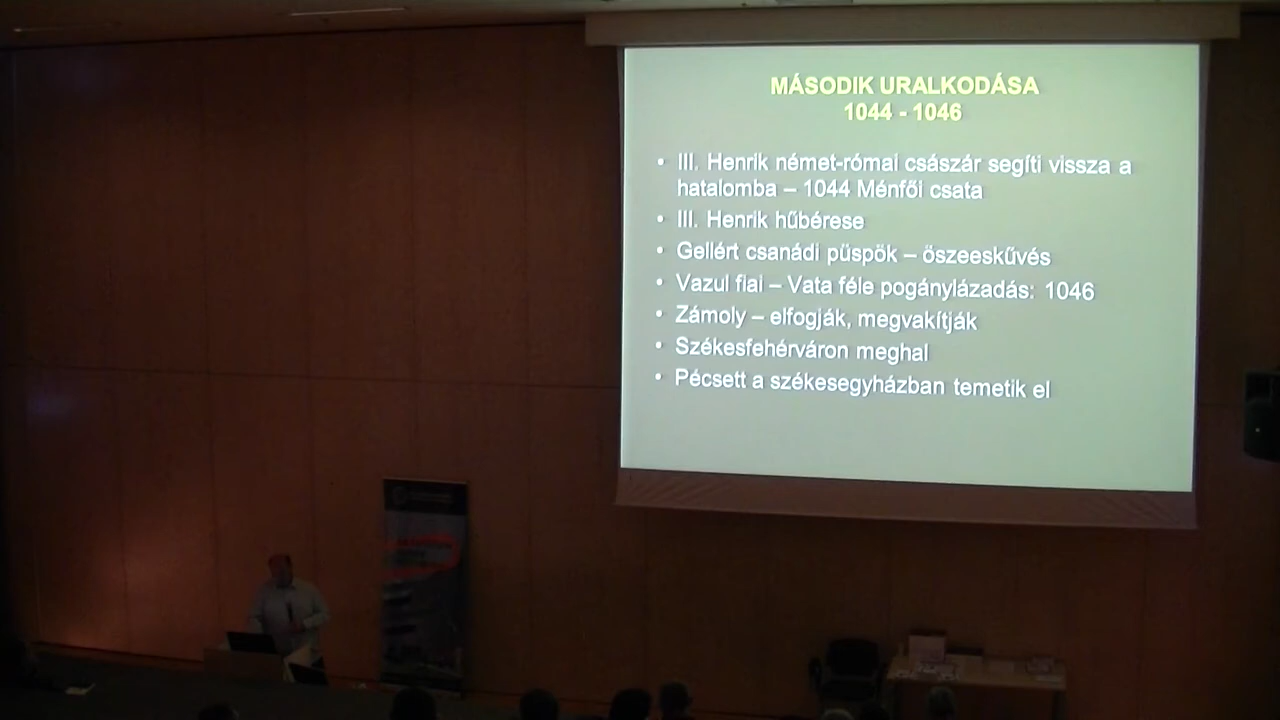 MÁSODIK URALKODÁSA
1044 - 1046
• III. Henrik német-római császár segíti vissza a
hatalomba – 1044 Ménfői csata
• III. Henrik hűbérese
• Gellért csanádi püspök – öszeesküvés
• Vazul fiai – Vata féle pogánylázadás: 1046
• Zámoly – elfogják, megvakítják
• Székesfehérváron meghal
• Pécsett a székesegyházban temetik el